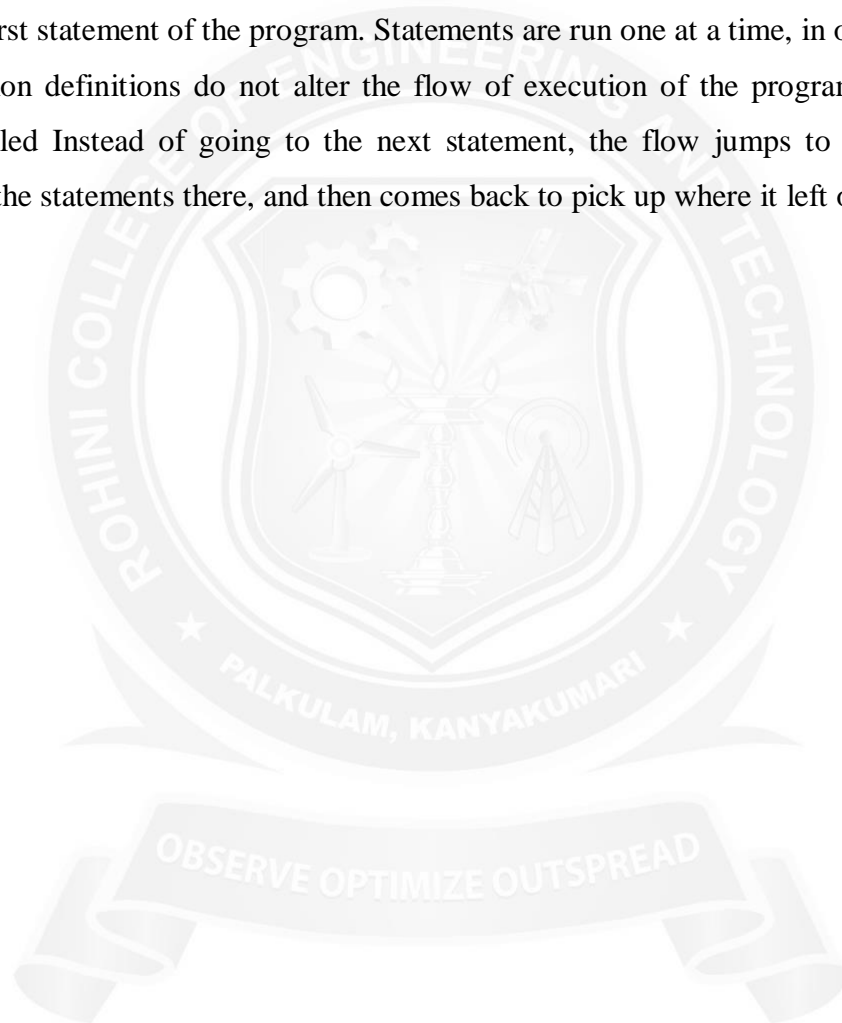 rst statement of the program. Statements are run one at a time, in o
on definitions do not alter the flow of execution of the program
led Instead of going to the next statement, the flow jumps to
the statements there, and then comes back to pick up where it left o
ROHINI COLLEGE OF ENGINEERING AND TECHNOLOGY
PALKULAM, KANYAKUMARI
OBSERVE OPTIMIZE OUTSPREAD